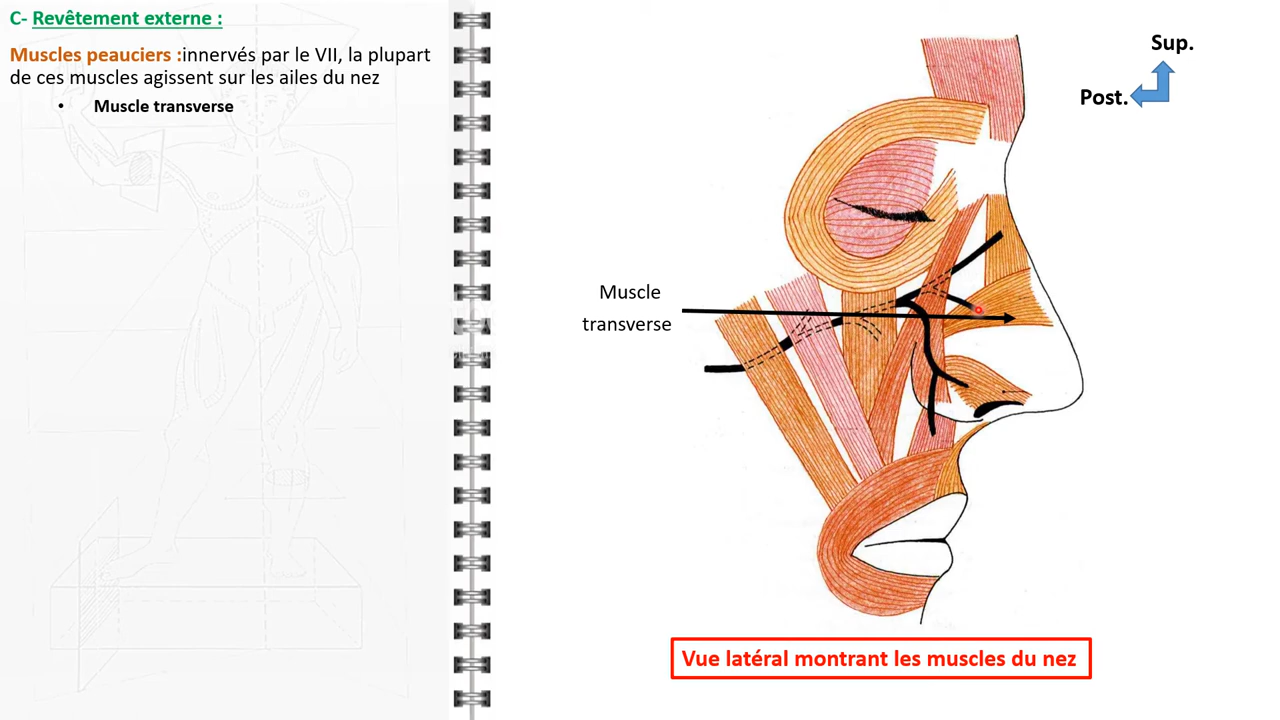 C- Revêtement externe :
Muscles peauciers :innervés par le VII, la plupart
de ces muscles agissent sur les ailes du nez
• Muscle transverse
Sup.
Post.
Muscle
transverse
Vue latéral montrant les muscles du nez